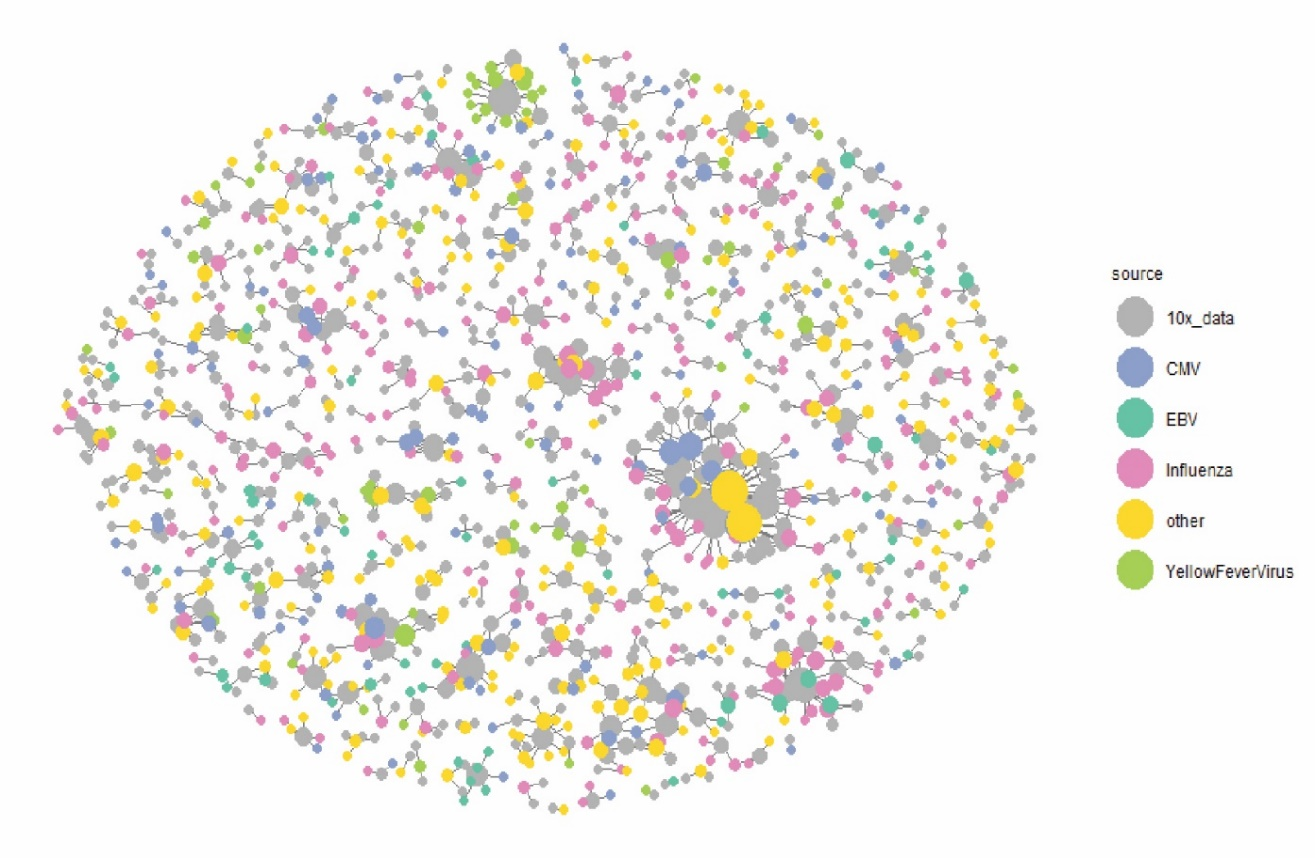 source
10x_data
CMV
EBV
Influenza
other
YellowFeverVirus